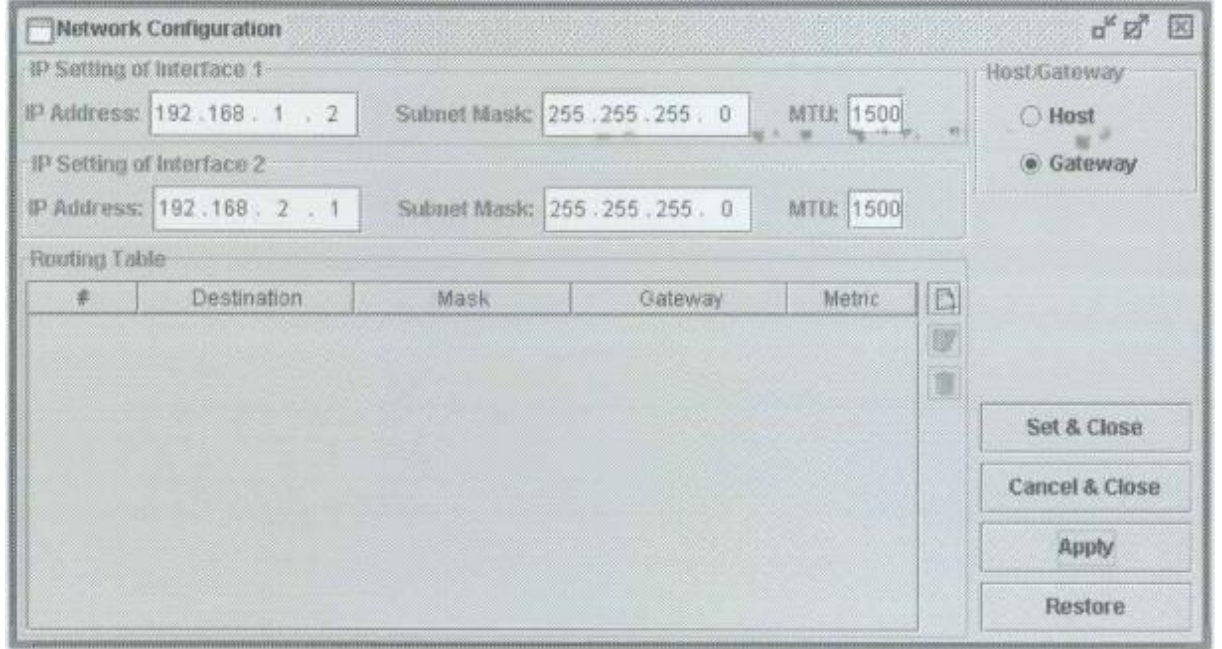 Network Configuration
IP Setting of Interface 1
IP Address: 192 . 168 . 1 . 2 Subnet Mask: 255 . 255 . 255 . 0 MTU: 1500
IP Setting of Interface 2
IP Address: 192 . 168 . 2 . 1 Subnet Mask: 255 . 255 . 255 . 0 MTU: 1500
Host/Gateway
Host
Gateway
Routing Table
# Destination Mask Gateway Metric
Set & Close
Cancel & Close
Apply
Restore